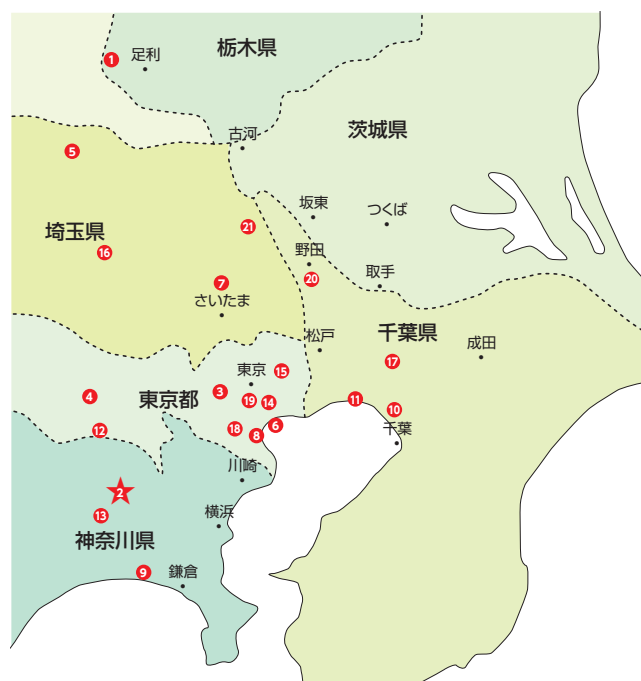 栃木県
1
足利
茨城県
古河
5
坂東
つくば
21
埼玉県
16
野田
20
取手
7
さいたま
松戸
千葉県
成田
17
東京
15
3
4
東京都
19
14
11
10
12
18
8
6
千葉
川崎
2
13
横浜
神奈川県
9
鎌倉